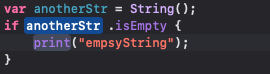 var anotherStr = String();
if anotherStr .isEmpty {
print("empsyString");
}